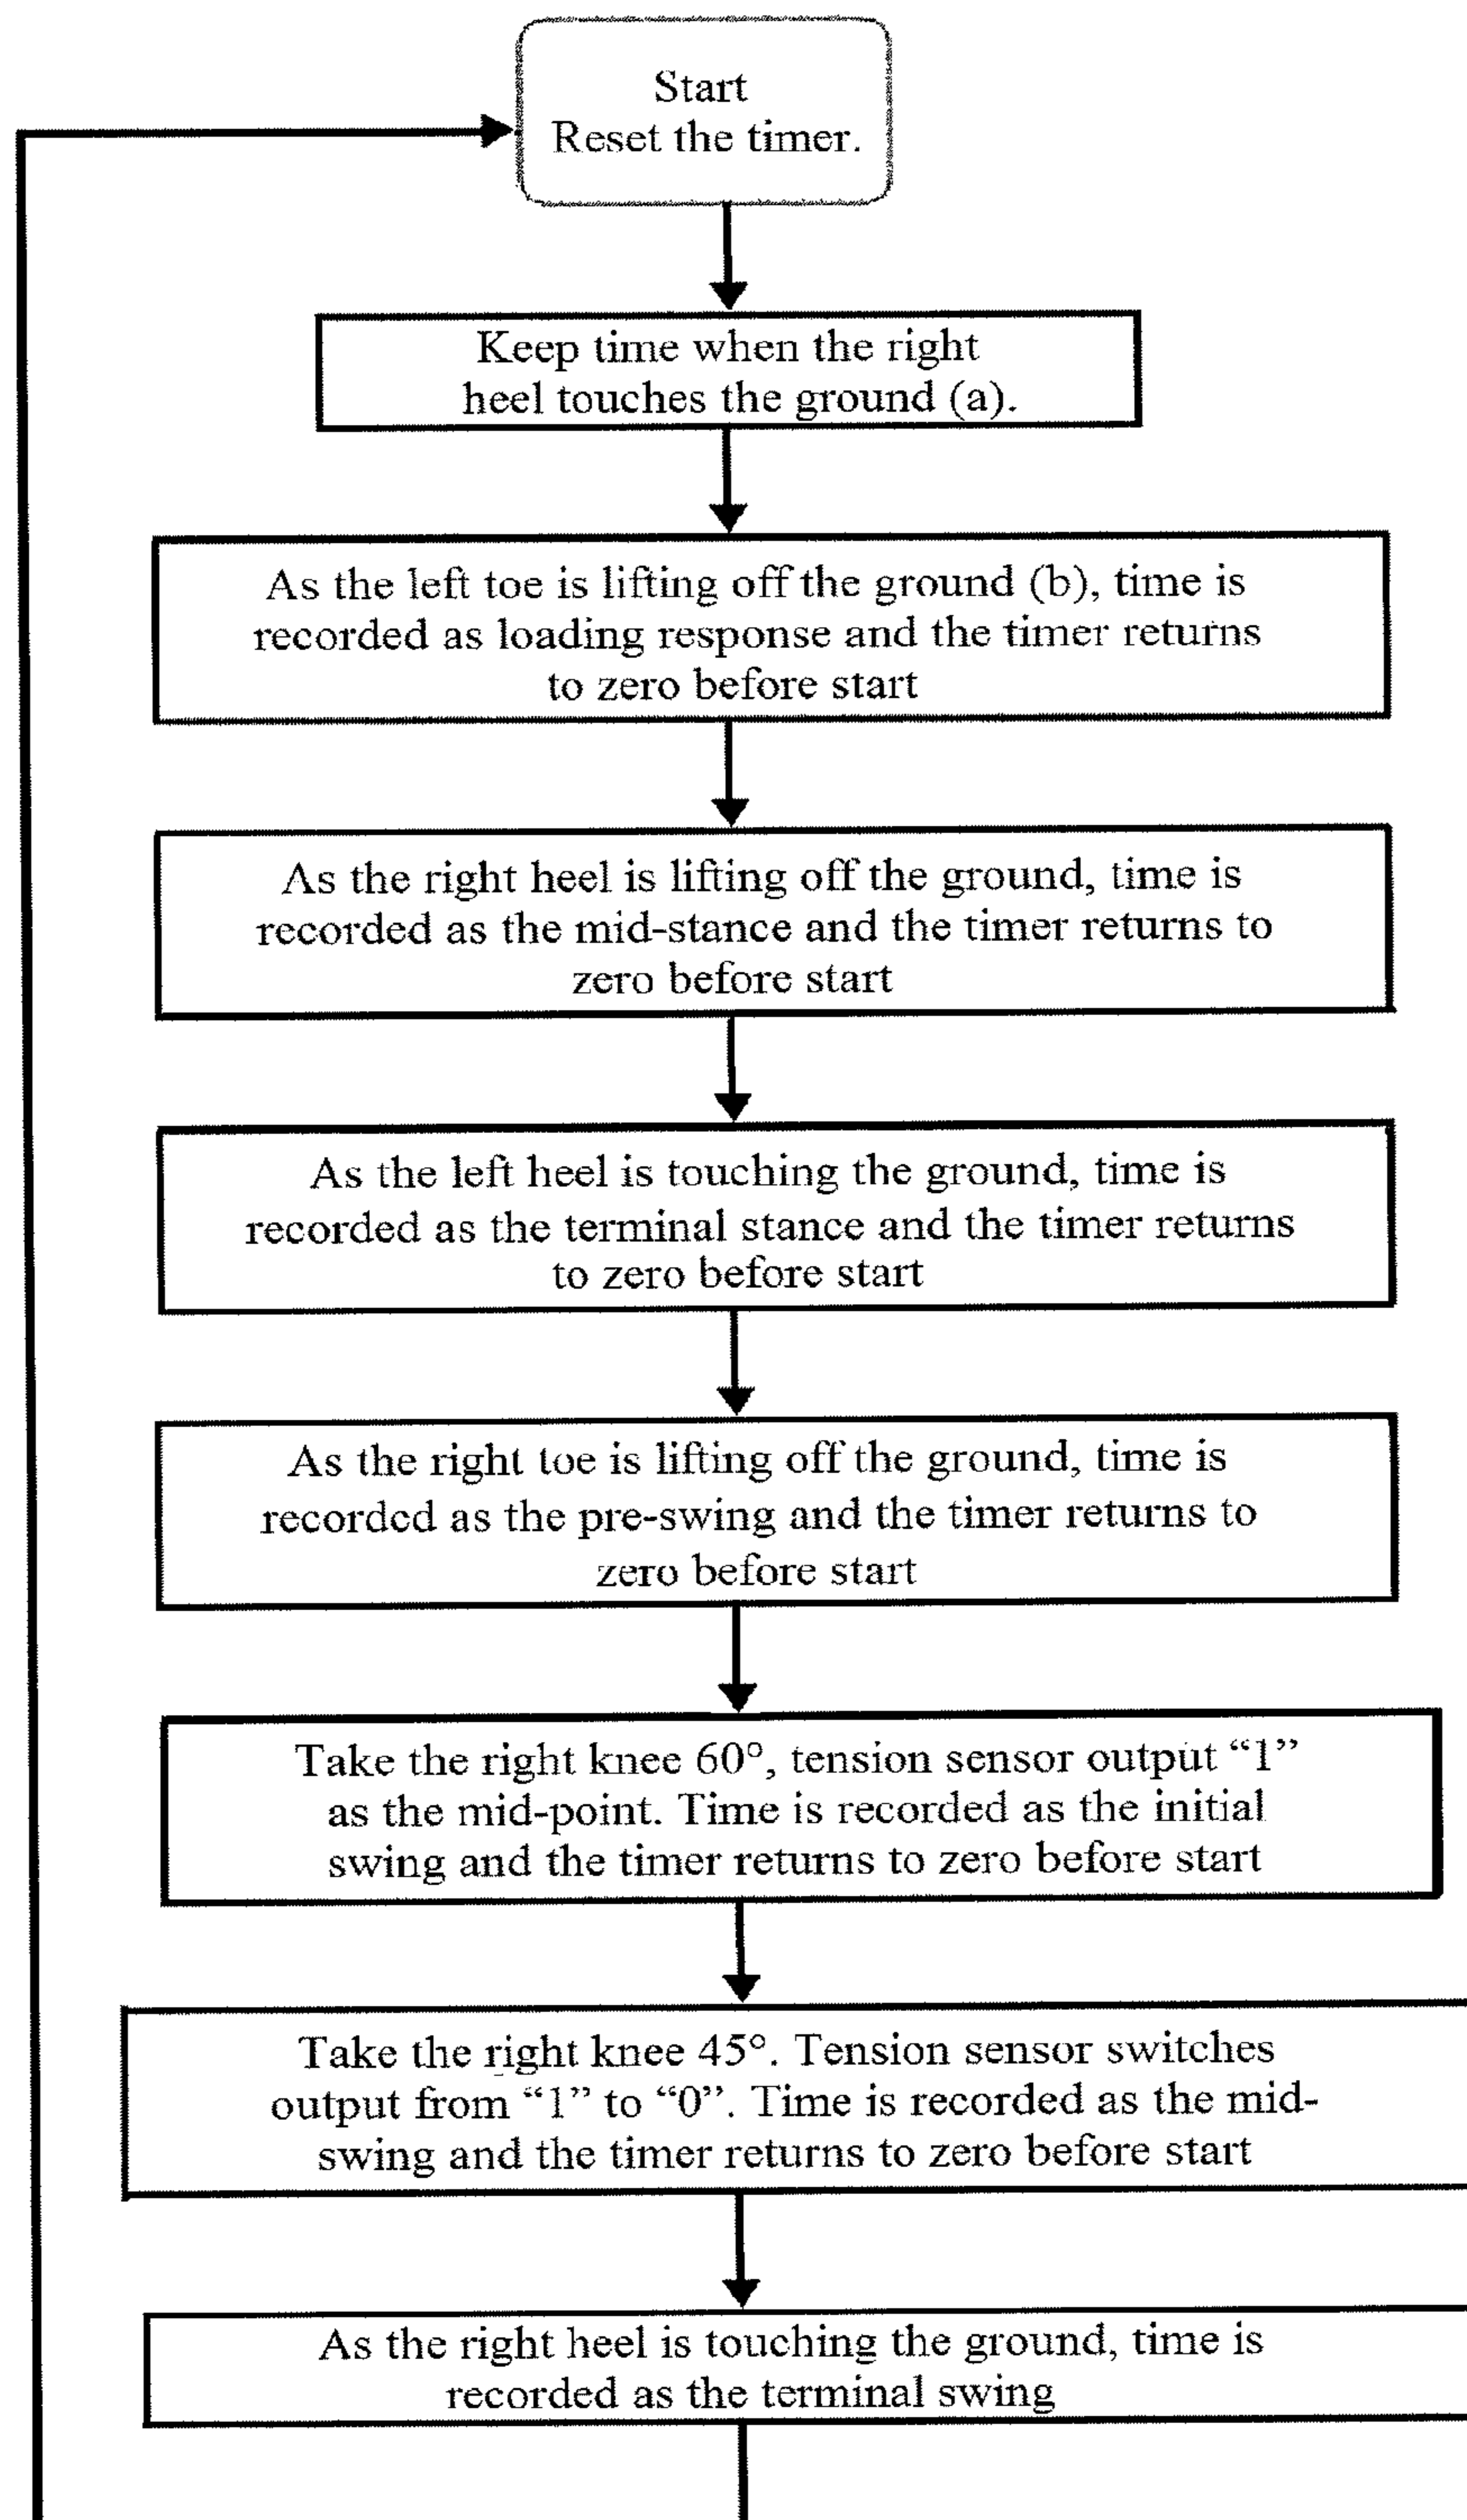 Start
Reset the timer.
Keep time when the right
heel touches the ground (a).
As the left toe is lifting off the ground (b), time is
recorded as loading response and the timer returns
to zero before start
As the right heel is lifting off the ground, time is
recorded as the mid-stance and the timer returns to
zero before start
As the left heel is touching the ground, time is
recorded as the terminal stance and the timer returns
to zero before start
As the right toe is lifting off the ground, time is
recorded as the pre-swing and the timer returns to
zero before start
Take the right knee 60°, tension sensor output “1”
as the mid-point. Time is recorded as the initial
swing and the timer returns to zero before start
Take the right knee 45°. Tension sensor switches
output from “1” to “0”. Time is recorded as the mid-
swing and the timer returns to zero before start
As the right heel is touching the ground, time is
recorded as the terminal swing